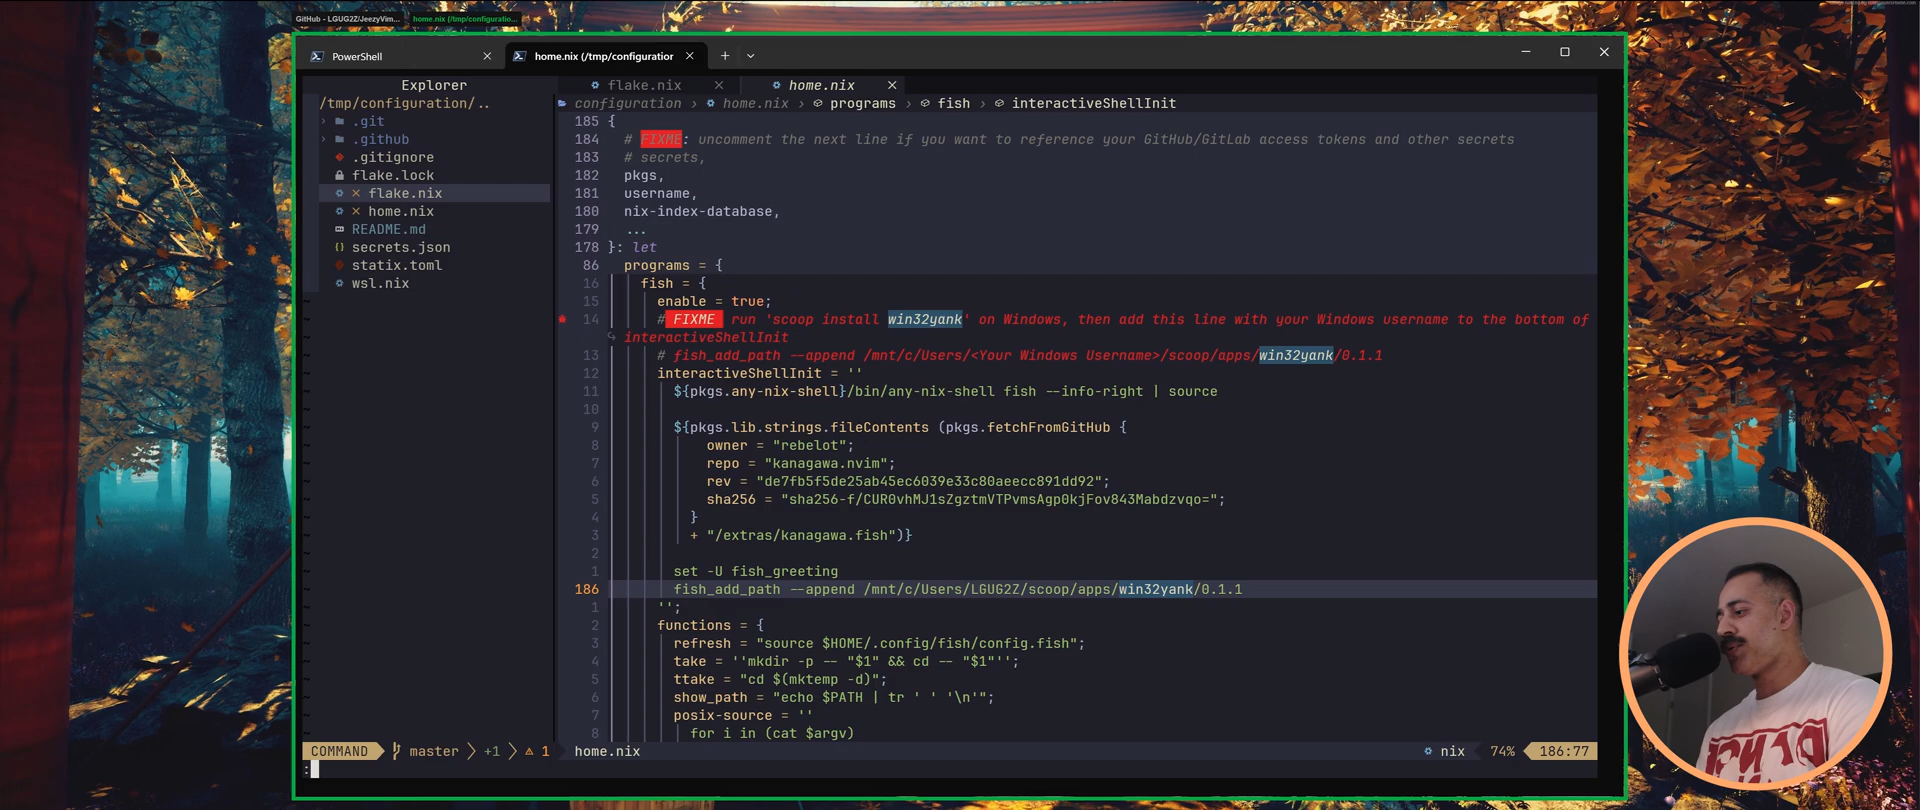 GitHub - LGUG2Z/JeezyVim...
home.nix (/tmp/configuratio...
PowerShell
home.nix (/tmp/configuration
Explorer
/tmp/configuration/..
.git
.github
.gitignore
flake.lock
flake.nix
home.nix
README.md
secrets.json
statix.toml
wsl.nix
flake.nix
home.nix
configuration › home.nix › programs › fish › interactiveShellInit
185 {
184 # FIXME: uncomment the next line if you want to reference your GitHub/GitLab access tokens and other secrets
183 # secrets,
182 pkgs,
181 username,
180 nix-index-database,
179 ...
178 }: let
86 programs = {
16 fish = {
15 enable = true;
14 # FIXME run 'scoop install win32yank' on Windows, then add this line with your Windows username to the bottom of
interactiveShellInit
13 # fish_add_path --append /mnt/c/Users/<Your Windows Username>/scoop/apps/win32yank/0.1.1
12 interactiveShellInit = ''
11 ${pkgs.any-nix-shell}/bin/any-nix-shell fish --info-right | source
10
9 ${pkgs.lib.strings.fileContents (pkgs.fetchFromGitHub {
8 owner = "rebelot";
7 repo = "kanagawa.nvim";
6 rev = "de7fb5f5de25ab45ec6039e33c80aeecc891dd92";
5 sha256 = "sha256-f/CUR0vhMJ1sZgztmVTPvmsAgp0kjFov843Mabdzvqo=";
4 }
3 + "/extras/kanagawa.fish")}
2
1 set -U fish_greeting
186 fish_add_path --append /mnt/c/Users/LGUG2Z/scoop/apps/win32yank/0.1.1
1 '';
2 functions = {
3 refresh = "source $HOME/.config/fish/config.fish";
4 take = ''mkdir -p -- "$1" && cd -- "$1"'';
5 ttake = "cd $(mktemp -d)";
6 show_path = "echo $PATH | tr ' ' '\n'";
7 posix-source = ''
8 for i in (cat $argv)
COMMAND master +1 1 home.nix nix 74% 186:77
: